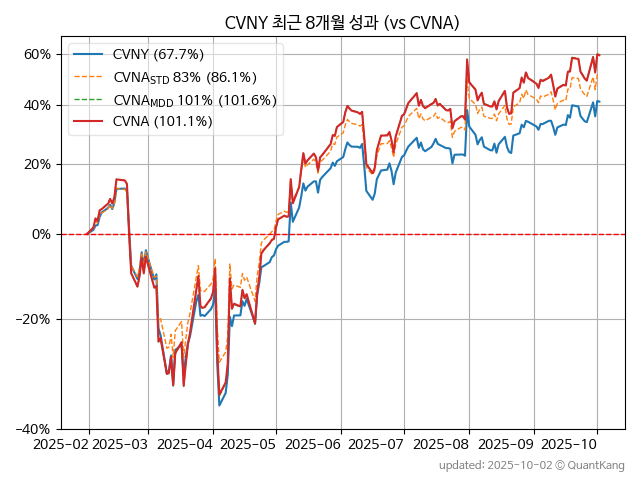 CVNY 최근 8개월 성과 (vs CVNA)
CVNY (67.7%)
CVNA_STD 83% (86.1%)
CVNA_MDD 101% (101.6%)
CVNA (101.1%)
60%
40%
20%
0%
−20%
−40%
2025-02 2025-03 2025-04 2025-05 2025-06 2025-07 2025-08 2025-09 2025-10
updated: 2025-10-02 © QuantKang